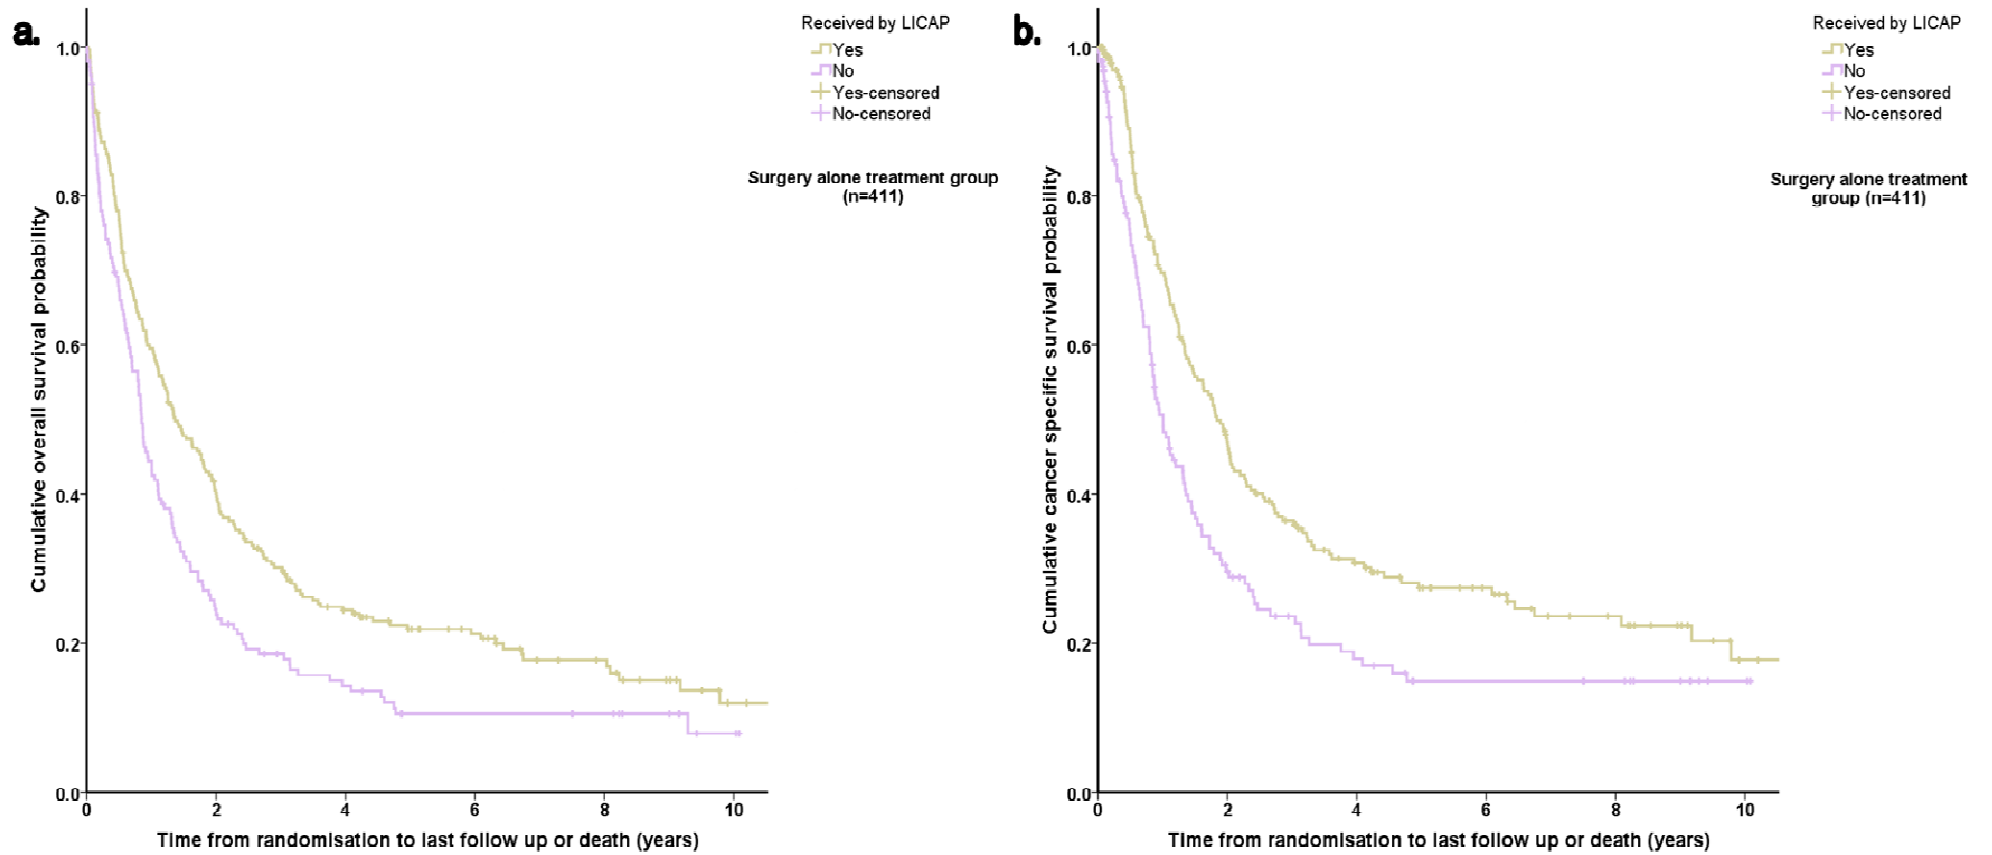 a.
Received by LICAP
Yes
No
Yes-censored
No-censored
Surgery alone treatment group
(n=411)
Cumulative overall survival probability
1.0
0.8
0.6
0.4
0.2
0.0
0 2 4 6 8 10
Time from randomisation to last follow up or death (years)
b.
Received by LICAP
Yes
No
Yes-censored
No-censored
Surgery alone treatment
group (n=411)
Cumulative cancer specific survival probability
1.0
0.8
0.6
0.4
0.2
0.0
0 2 4 6 8 10
Time from randomisation to last follow up or death (years)